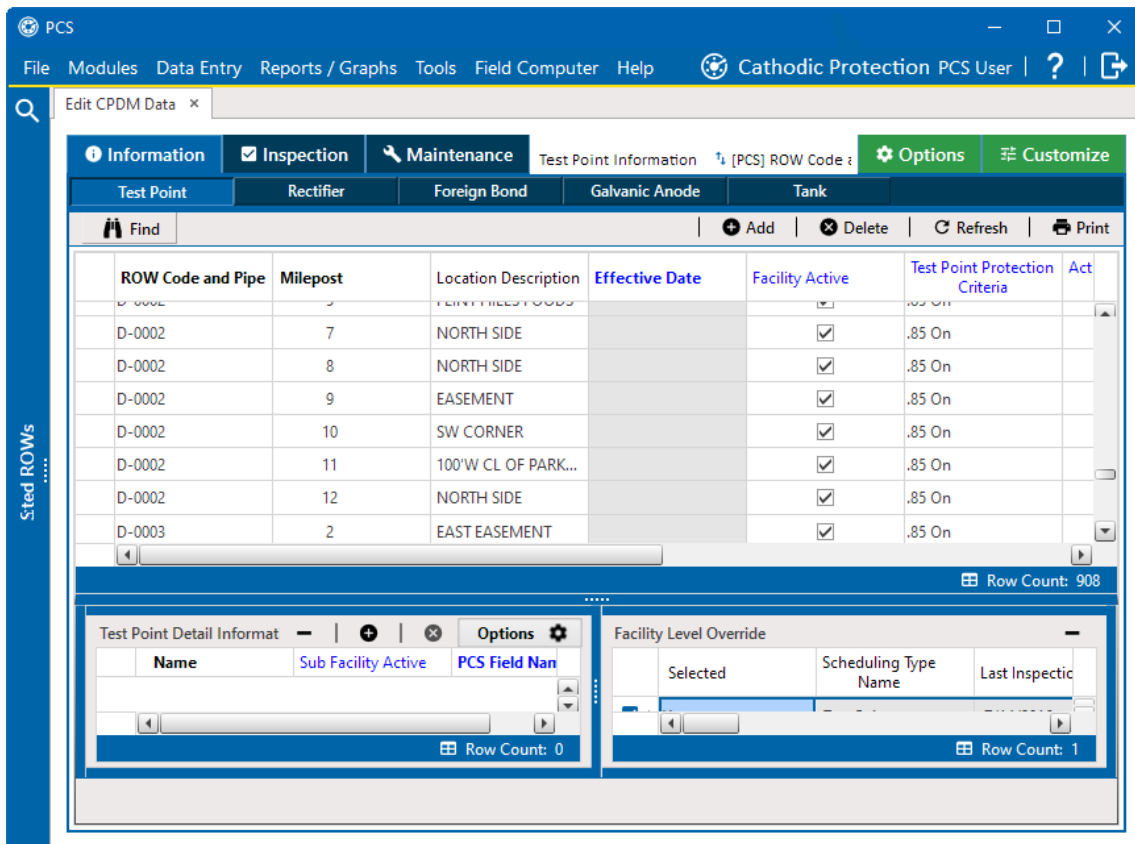 PCS
File Modules Data Entry Reports / Graphs Tools Field Computer Help Cathodic Protection PCS User | ? |
Edit CPDM Data ×
Information Inspection Maintenance Test Point Information [PCS] ROW Code Options Customize
Test Point Rectifier Foreign Bond Galvanic Anode Tank
Find | Add | Delete | Refresh | Print
ROW Code and Pipe Milepost Location Description Effective Date Facility Active Test Point Protection Criteria Act
D-0002 7 NORTH SIDE .85 On
D-0002 8 NORTH SIDE .85 On
D-0002 9 EASEMENT .85 On
D-0002 10 SW CORNER .85 On
D-0002 11 100'W CL OF PARK... .85 On
D-0002 12 NORTH SIDE .85 On
D-0003 2 EAST EASEMENT .85 On
Row Count: 908
Test Point Detail Informat Options
Name Sub Facility Active PCS Field Nan
Row Count: 0
Facility Level Override
Selected Scheduling Type Name Last Inspectic
Row Count: 1
ROWs